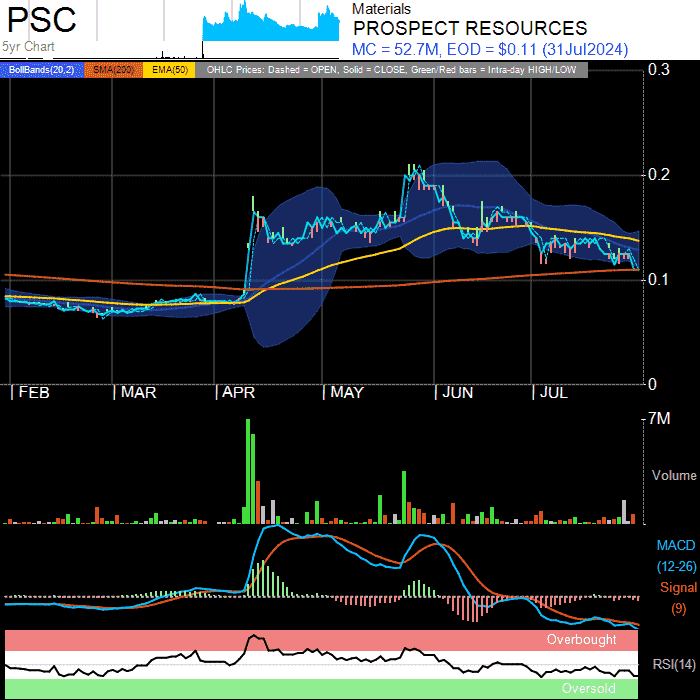 PSC
5yr Chart
Materials
PROSPECT RESOURCES
MC = 52.7M, EOD = $0.11 (31Jul2024)
BollBands(20,2) SMA(200) EMA(50) OHLC Prices: Dashed = OPEN, Solid = CLOSE, Green/Red bars = Intra-day HIGH/LOW
0.3
0.2
0.1
0
| FEB | MAR | APR | MAY | JUN | JUL
7M
Volume
MACD
(12-26)
Signal
(9)
Overbought
RSI(14)
Oversold